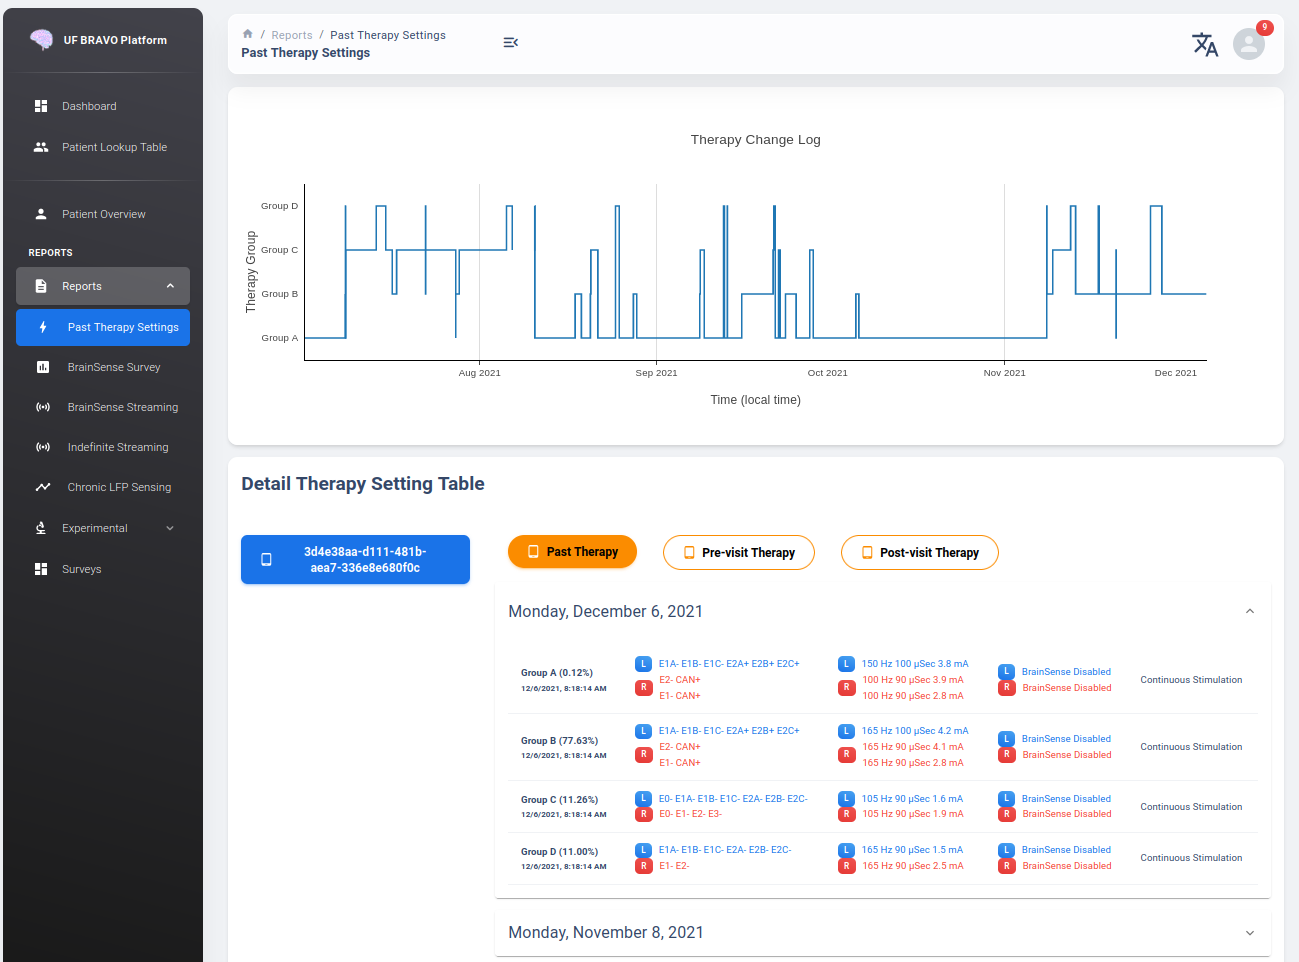 UF BRAVO Platform
Dashboard
Patient Lookup Table
Patient Overview
REPORTS
Reports
Past Therapy Settings
BrainSense Survey
BrainSense Streaming
Indefinite Streaming
Chronic LFP Sensing
Experimental
Surveys
/ Reports / Past Therapy Settings
Past Therapy Settings
9
Therapy Change Log
Group D
Group C
Group B
Group A
Therapy Group
Aug 2021 Sep 2021 Oct 2021 Nov 2021 Dec 2021
Time (local time)
Detail Therapy Setting Table
3d4e38aa-d111-481b-
aea7-336e8e680f0c
Past Therapy Pre-visit Therapy Post-visit Therapy
Monday, December 6, 2021
Group A (0.12%)
12/6/2021, 8:18:14 AM
L E1A- E1B- E1C- E2A+ E2B+ E2C+
R E2- CAN+
E1- CAN+
L 150 Hz 100 μSec 3.8 mA
R 100 Hz 90 μSec 3.9 mA
100 Hz 90 μSec 2.8 mA
L BrainSense Disabled
R BrainSense Disabled
Continuous Stimulation
Group B (77.63%)
12/6/2021, 8:18:14 AM
L E1A- E1B- E1C- E2A+ E2B+ E2C+
R E2- CAN+
E1- CAN+
L 165 Hz 100 μSec 4.2 mA
R 165 Hz 90 μSec 4.1 mA
165 Hz 90 μSec 2.8 mA
L BrainSense Disabled
R BrainSense Disabled
Continuous Stimulation
Group C (11.26%)
12/6/2021, 8:18:14 AM
L E0- E1A- E1B- E1C- E2A- E2B- E2C-
R E0- E1- E2- E3-
L 105 Hz 90 μSec 1.6 mA
R 105 Hz 90 μSec 1.9 mA
L BrainSense Disabled
R BrainSense Disabled
Continuous Stimulation
Group D (11.00%)
12/6/2021, 8:18:14 AM
L E1A- E1B- E1C- E2A- E2B- E2C-
R E1- E2-
L 165 Hz 90 μSec 1.5 mA
R 165 Hz 90 μSec 2.5 mA
L BrainSense Disabled
R BrainSense Disabled
Continuous Stimulation
Monday, November 8, 2021